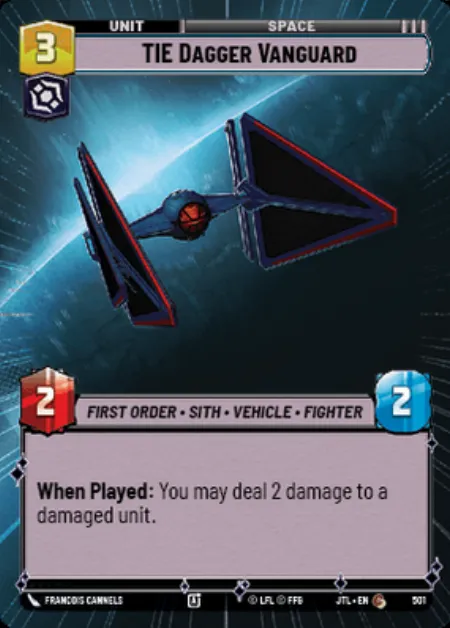 UNIT
SPACE
3
TIE DAGGER VANGUARD
2
FIRST ORDER • SITH • VEHICLE • FIGHTER
2
When Played: You may deal 2 damage to a
damaged unit.
FRANCOIS CANNELS
© LFL © FFG
JTL • EN
501